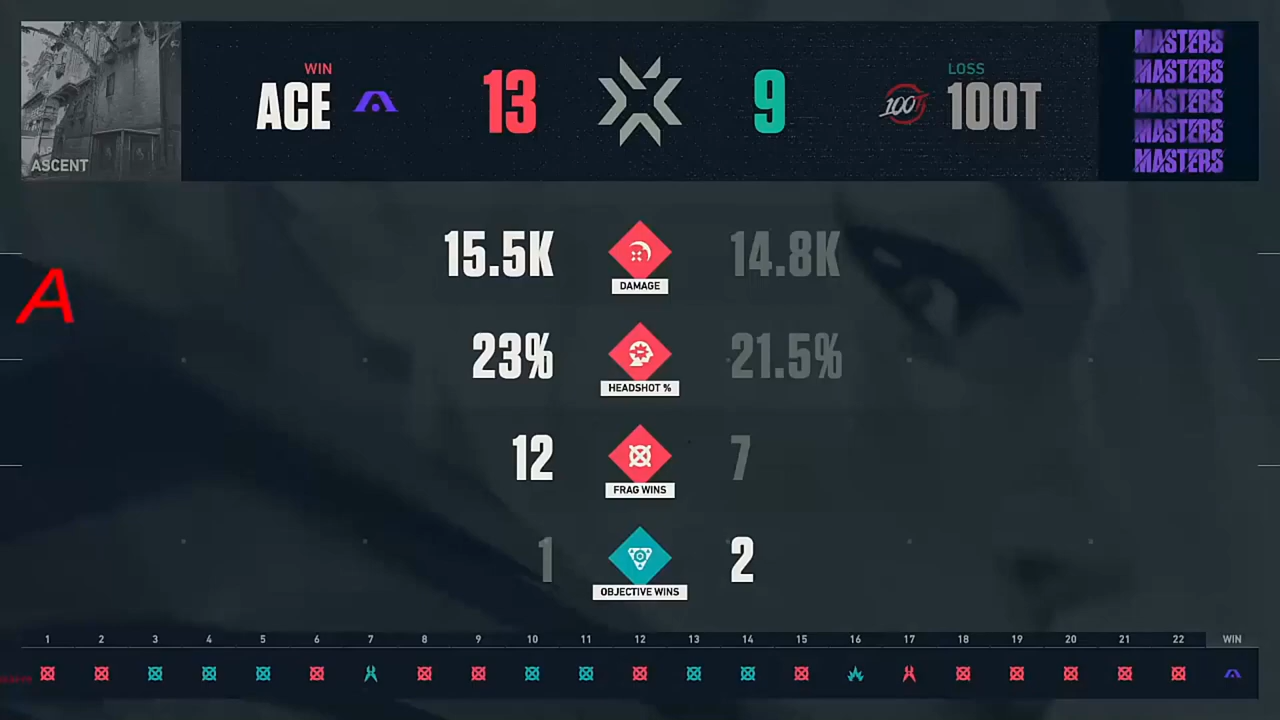 WIN
ACE
13
9
100T
LOSS
100T
MASTERS
MASTERS
MASTERS
MASTERS
MASTERS
ASCENT
15.5K
14.8K
DAMAGE
A
23%
21.5%
HEADSHOT %
12
7
FRAG WINS
1
2
OBJECTIVE WINS
1 2 3 4 5 6 7 8 9 10 11 12 13 14 15 16 17 18 19 20 21 22 WIN